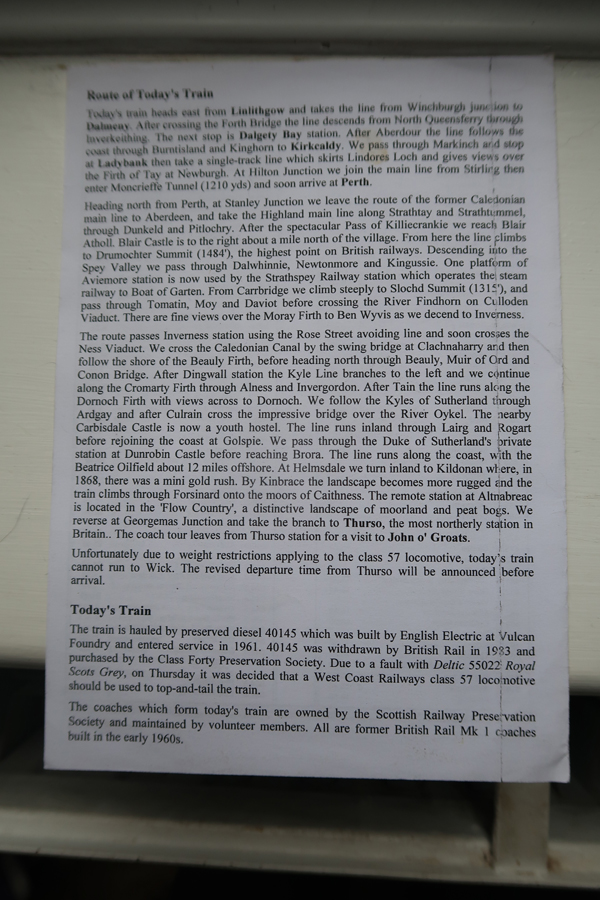 Route of Today's Train
Today's train heads east from Linlithgow and takes the line from Winchburgh junction to
Dalmeny. After crossing the Forth Bridge the line descends from North Queensferry through
Inverkeithing. The next stop is Dalgety Bay station. After Aberdour the line follows the
coast through Burntisland and Kinghorn to Kirkcaldy. We pass through Markinch and stop
at Ladybank then take a single-track line which skirts Lindores Loch and gives views over
the Firth of Tay at Newburgh. At Hilton Junction we join the main line from Stirling then
enter Moncrieffe Tunnel (1210 yds) and soon arrive at Perth.
Heading north from Perth, at Stanley Junction we leave the route of the former Caledonian
main line to Aberdeen, and take the Highland main line along Strathtay and Strathtummel,
through Dunkeld and Pitlochry. After the spectacular Pass of Killiecrankie we reach Blair
Atholl. Blair Castle is to the right about a mile north of the village. From here the line climbs
to Drumochter Summit (1484'), the highest point on British railways. Descending into the
Spey Valley we pass through Dalwhinnie, Newtonmore and Kingussie. One platform of
Aviemore station is now used by the Strathspey Railway station which operates the steam
railway to Boat of Garten. From Carrbridge we climb steeply to Slochd Summit (1315'), and
pass through Tomatin, Moy and Daviot before crossing the River Findhorn on Culloden
Viaduct. There are fine views over the Moray Firth to Ben Wyvis as we decend to Inverness.
The route passes Inverness station using the Rose Street avoiding line and soon crosses the
Ness Viaduct. We cross the Caledonian Canal by the swing bridge at Clachnaharry and then
follow the shore of the Beauly Firth, before heading north through Beauly, Muir of Ord and
Conon Bridge. After Dingwall station the Kyle Line branches to the left and we continue
along the Cromarty Firth through Alness and Invergordon. After Tain the line runs along the
Dornoch Firth with views across to Dornoch. We follow the Kyles of Sutherland through
Ardgay and after Culrain cross the impressive bridge over the River Oykel. The nearby
Carbisdale Castle is now a youth hostel. The line runs inland through Lairg and Rogart
before rejoining the coast at Golspie. We pass through the Duke of Sutherland's private
station at Dunrobin Castle before reaching Brora. The line runs along the coast, with the
Beatrice Oilfield about 12 miles offshore. At Helmsdale we turn inland to Kildonan where, in
1868, there was a mini gold rush. By Kinbrace the landscape becomes more rugged and the
train climbs through Forsinard onto the moors of Caithness. The remote station at Altnabreac
is located in the 'Flow Country', a distinctive landscape of moorland and peat bogs. We
reverse at Georgemas Junction and take the branch to Thurso, the most northerly station in
Britain.. The coach tour leaves from Thurso station for a visit to John o' Groats.
Unfortunately due to weight restrictions applying to the class 57 locomotive, today's train
cannot run to Wick. The revised departure time from Thurso will be announced before
arrival.
Today's Train
The train is hauled by preserved diesel 40145 which was built by English Electric at Vulcan
Foundry and entered service in 1961. 40145 was withdrawn by British Rail in 1983 and
purchased by the Class Forty Preservation Society. Due to a fault with Deltic 55022 Royal
Scots Grey, on Thursday it was decided that a West Coast Railways class 57 locomotive
should be used to top-and-tail the train.
The coaches which form today's train are owned by the Scottish Railway Preservation
Society and maintained by volunteer members. All are former British Rail Mk 1 coaches
built in the early 1960s.